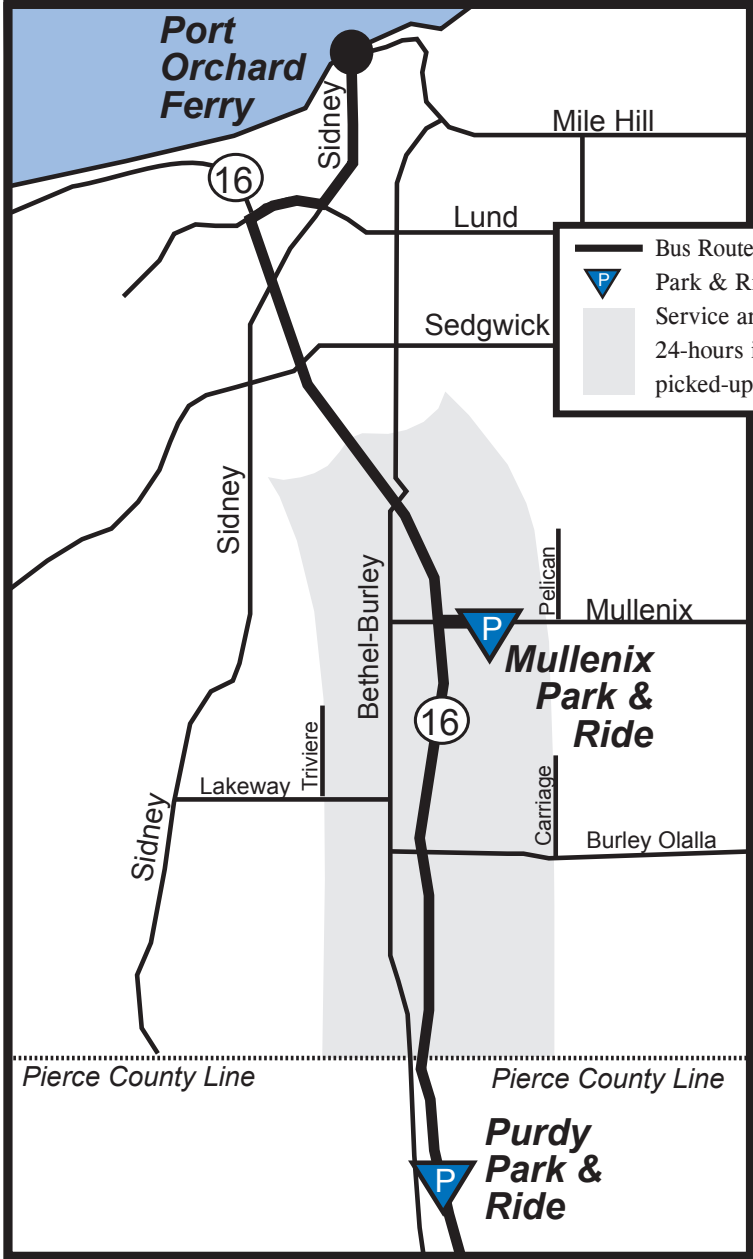 Port
Orchard
Ferry
Sidney
Mile Hill
16
Lund
Bus Route
P
Park & Ri
Service ar
24-hours i
picked-up
Sedgwick
Sidney
Bethel-Burley
Pelican
Mullenix
P
Mullenix
Park &
Ride
16
Triviere
Lakeway
Carriage
Burley Olalla
Sidney
Pierce County Line
Pierce County Line
Purdy
Park &
Ride
P